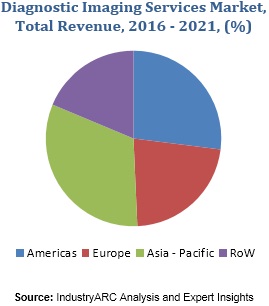 Diagnostic Imaging Services Market,
Total Revenue, 2016 - 2021, (%)
Americas Europe Asia - Pacific RoW
Source: IndustryARC Analysis and Expert Insights